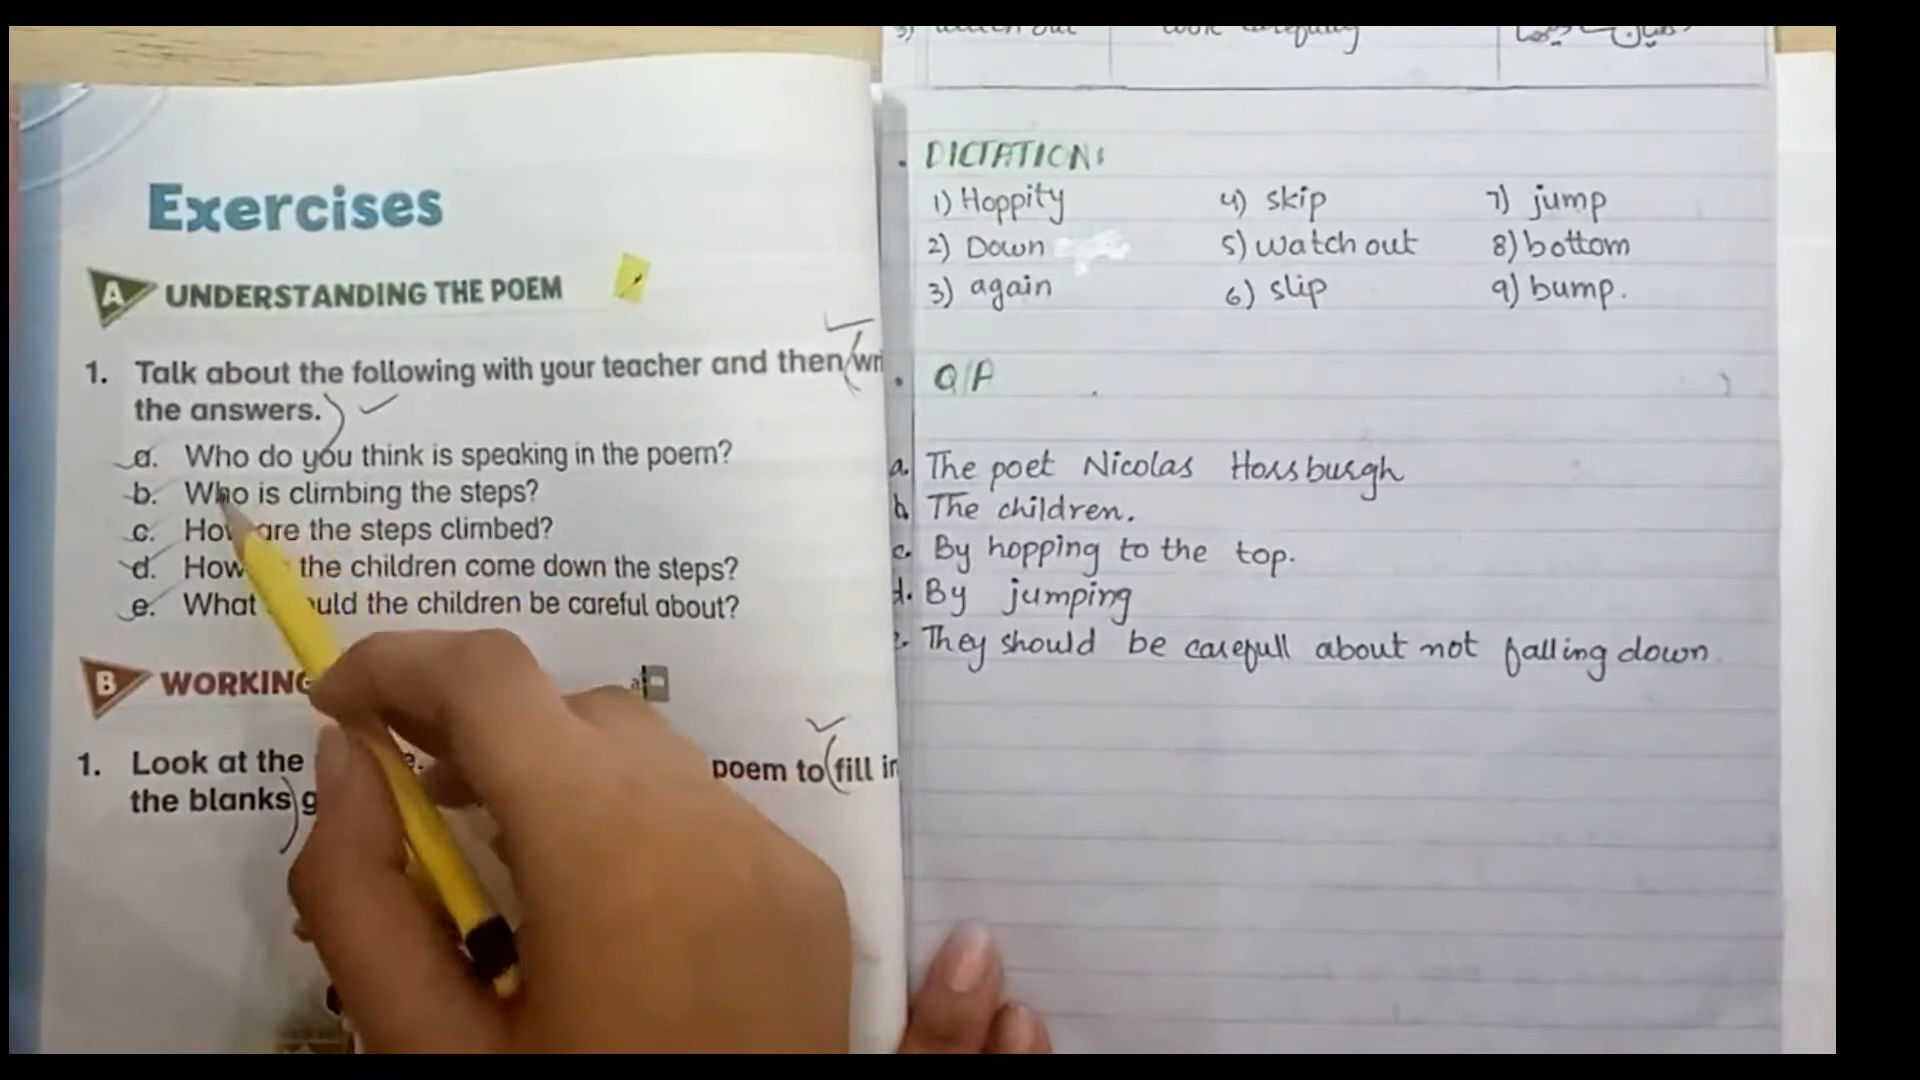 Exercises
A UNDERSTANDING THE POEM
1. Talk about the following with your teacher and then
the answers.
a. Who do you think is speaking in the poem?
b. Who is climbing the steps?
c. How are the steps climbed?
d. How the children come down the steps?
e. What the children be careful about?
B WORKING
1. Look at the poem to fill in
the blanks
watch out look carefully
DICTATION:
1) Hoppity 4) skip 7) jump
2) Down 5) watch out 8) bottom
3) again 6) slip 9) bump.
Q/A
a. The poet Nicolas Horsburgh
b. The children.
c. By hopping to the top.
d. By jumping
e. They should be carefull about not falling down